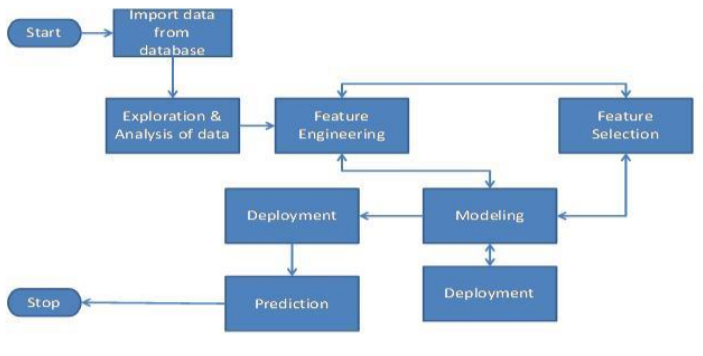 Start
Import data
from
database
Exploration &
Analysis of data
Feature
Engineering
Feature
Selection
Deployment
Modeling
Stop
Prediction
Deployment